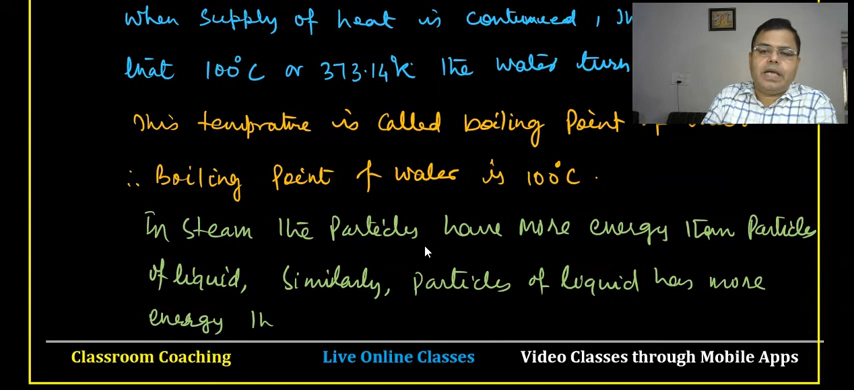 when supply of heat is continued,
that 100°C or 373.14°K the water turn
This temprature is called boiling Point
∴ Boiling Point of water is 100°C.
In steam the particles have more energy than Particles
of liquid, Similarly, particles of liquid has more
energy th
Classroom Coaching
Live Online Classes
Video Classes through Mobile Apps